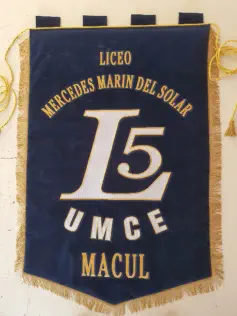 LICEO
MERCEDES MARIN DEL SOLAR
L5
UMCE
MACUL